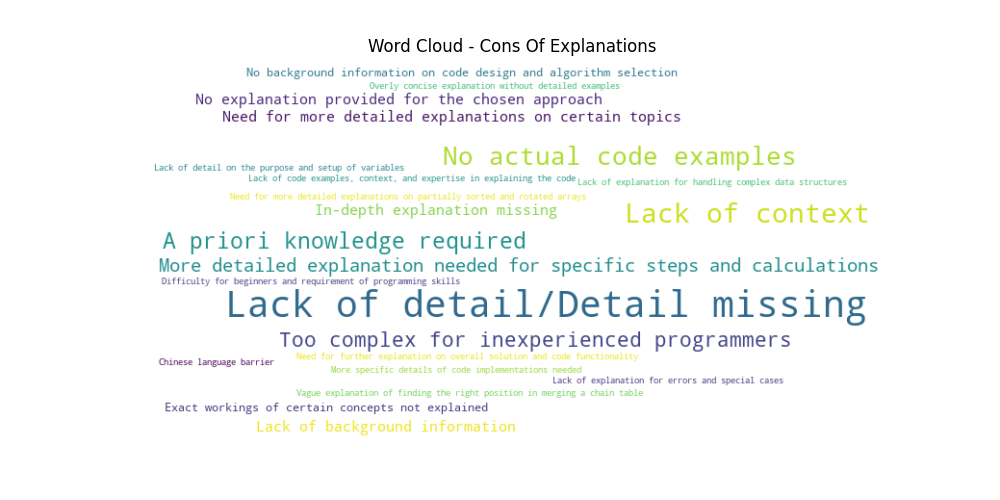 Word Cloud - Cons Of Explanations
No background information on code design and algorithm selection
Overly concise explanation without detailed examples
No explanation provided for the chosen approach
Need for more detailed explanations on certain topics
No actual code examples
Lack of detail on the purpose and setup of variables
Lack of code examples, context, and expertise in explaining the code
Lack of explanation for handling complex data structures
Need for more detailed explanations on partially sorted and rotated arrays
In-depth explanation missing
Lack of context
A priori knowledge required
More detailed explanation needed for specific steps and calculations
Difficulty for beginners and requirement of programming skills
Lack of detail/Detail missing
Too complex for inexperienced programmers
Need for further explanation on overall solution and code functionality
Chinese language barrier
More specific details of code implementations needed
Lack of explanation for errors and special cases
Vague explanation of finding the right position in merging a chain table
Exact workings of certain concepts not explained
Lack of background information